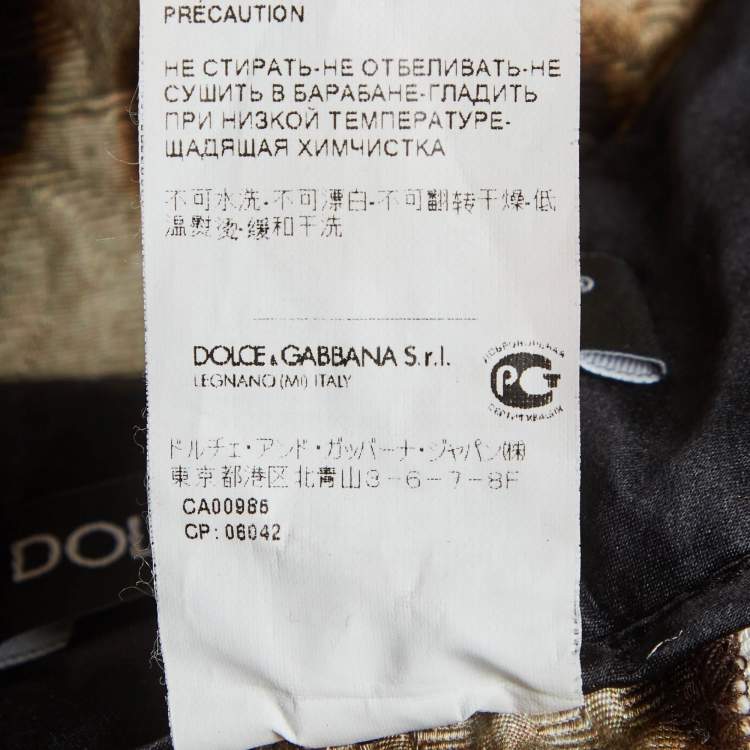 PRECAUTION
НЕ СТИРАТЬ-НЕ ОТБЕЛИВАТЬ-НЕ
СУШИТЬ В БАРАБАНЕ-ГЛАДИТЬ
ПРИ НИЗКОЙ ТЕМПЕРАТУРЕ-
ЩАДЯЩАЯ ХИМЧИСТКА
不可水洗-不可漂白-不可翻转干燥-低
温熨烫-缓和干洗
DOLCE & GABBANA S.r.l.
LEGNANO (MI) ITALY
ДОБРОВОЛЬНАЯ
РСТ
СЕРТИФИКАЦИЯ
ドルチェ・アンド・ガッバーナ・ジャパン㈱
東京都港区北青山3-6-7-8F
CA00986
CP: 06042
DOL